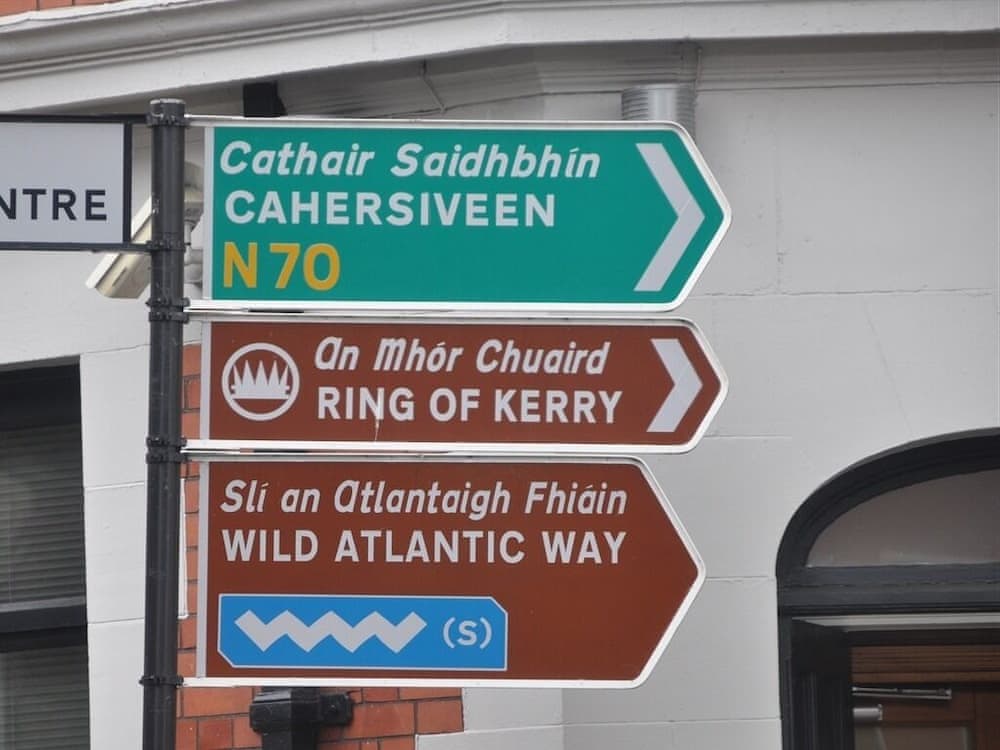 NTRE
Cathair Saidhbhín
CAHERSIVEEN
N70
An Mhór Chuaird
RING OF KERRY
Slí an Atlantaigh Fhiáin
WILD ATLANTIC WAY
(S)